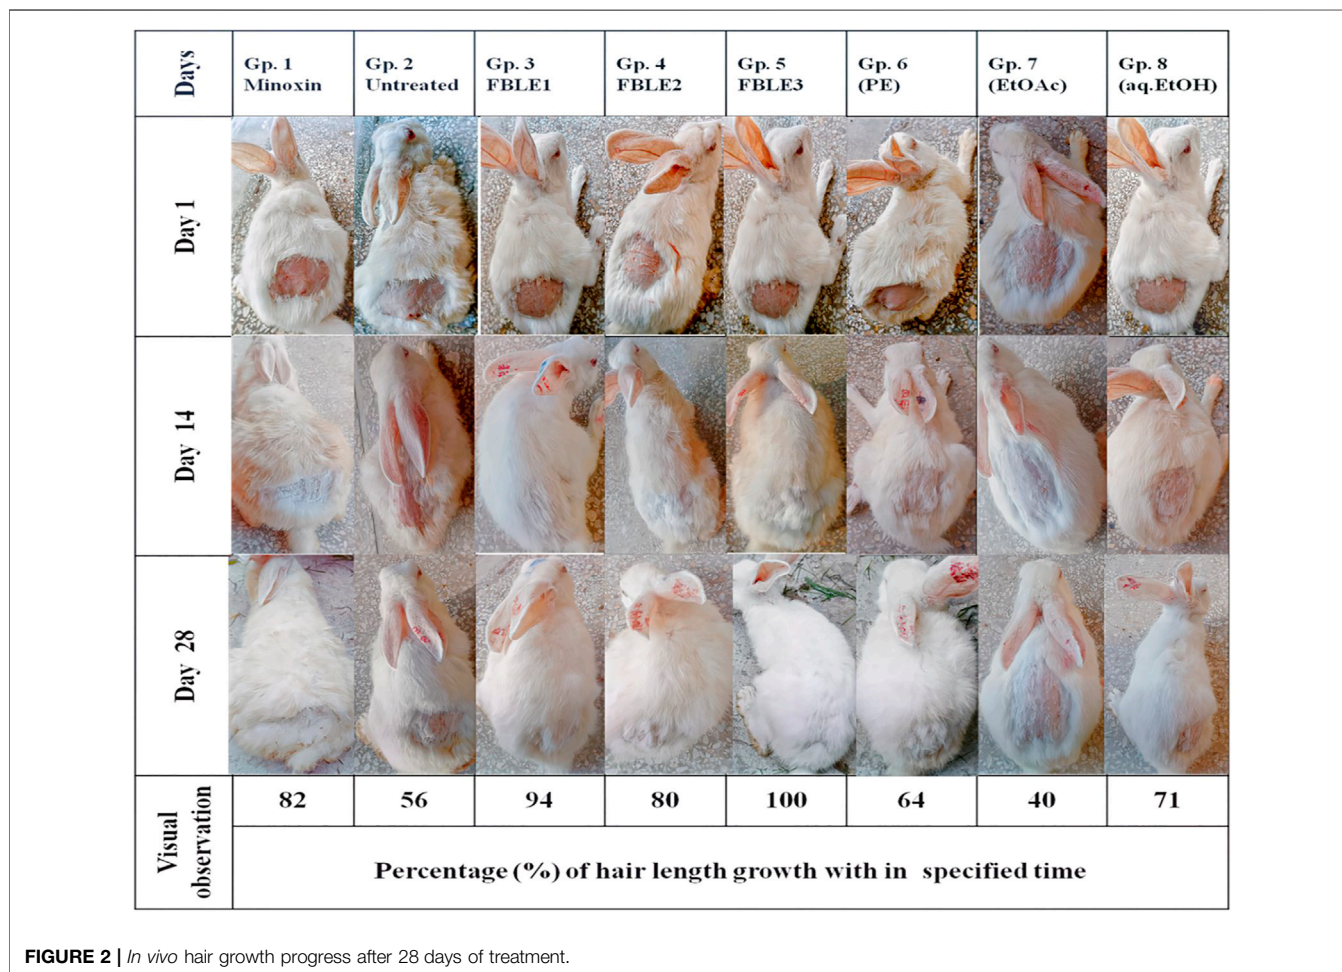 Days
Gp. 1
Minoxin
Gp. 2
Untreated
Gp. 3
FBLE1
Gp. 4
FBLE2
Gp. 5
FBLE3
Gp. 6
(PE)
Gp. 7
(EtOAc)
Gp. 8
(aq.EtOH)
Day 1
Day 14
Day 28
Visual
observation
82
56
94
80
100
64
40
71
Percentage (%) of hair length growth with in specified time
FIGURE 2 | In vivo hair growth progress after 28 days of treatment.